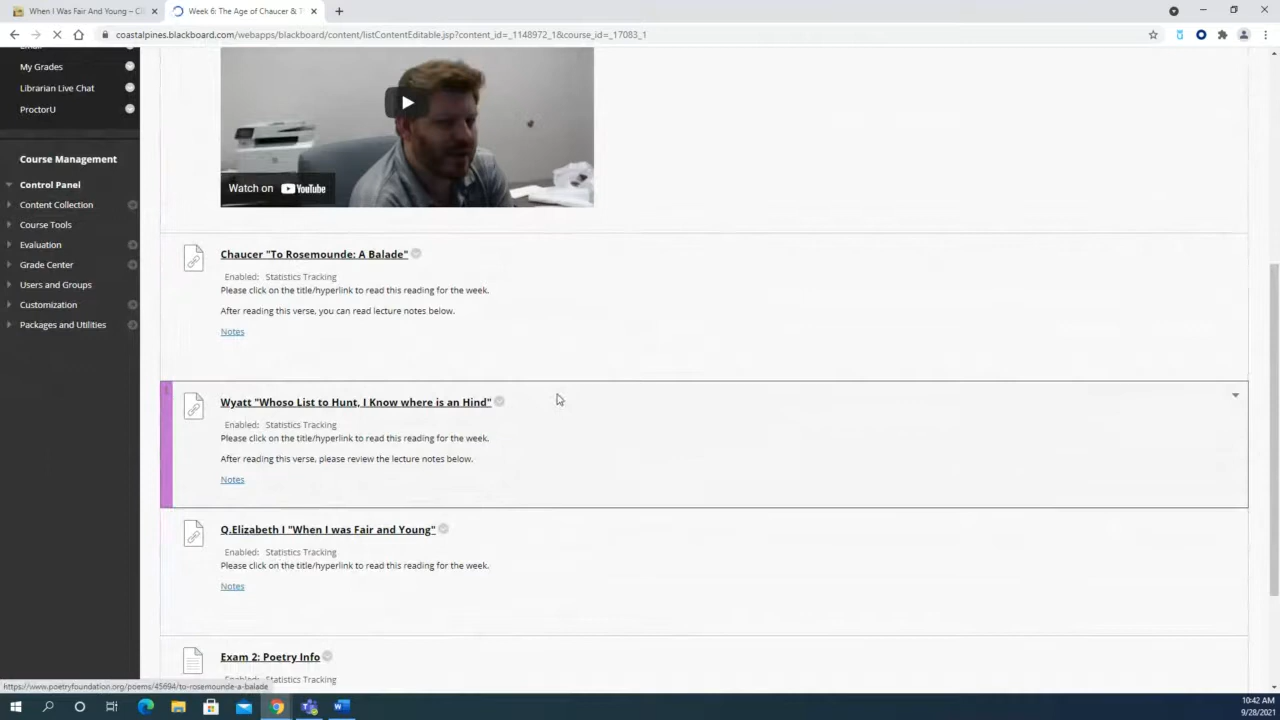 When I Was Fair And Young – Cli
Week 6: The Age of Chaucer & T
coastalpines.blackboard.com/webapps/blackboard/content/listContentEditable.jsp?content_id=_1148972_1&course_id=_17083_1
Email
My Grades
Librarian Live Chat
ProctorU
Course Management
Control Panel
Content Collection
Course Tools
Evaluation
Grade Center
Users and Groups
Customization
Packages and Utilities
Watch on YouTube
Chaucer "To Rosemounde: A Balade"
Enabled: Statistics Tracking
Please click on the title/hyperlink to read this reading for the week.
After reading this verse, you can read lecture notes below.
Notes
Wyatt "Whoso List to Hunt, I Know where is an Hind"
Enabled: Statistics Tracking
Please click on the title/hyperlink to read this reading for the week.
After reading this verse, please review the lecture notes below.
Notes
Q.Elizabeth I "When I was Fair and Young"
Enabled: Statistics Tracking
Please click on the title/hyperlink to read this reading for the week.
Notes
Exam 2: Poetry Info
Enabled: Statistics Tracking
https://www.poetryfoundation.org/poems/45694/to-rosemounde-a-balade
10:42 AM
9/28/2021